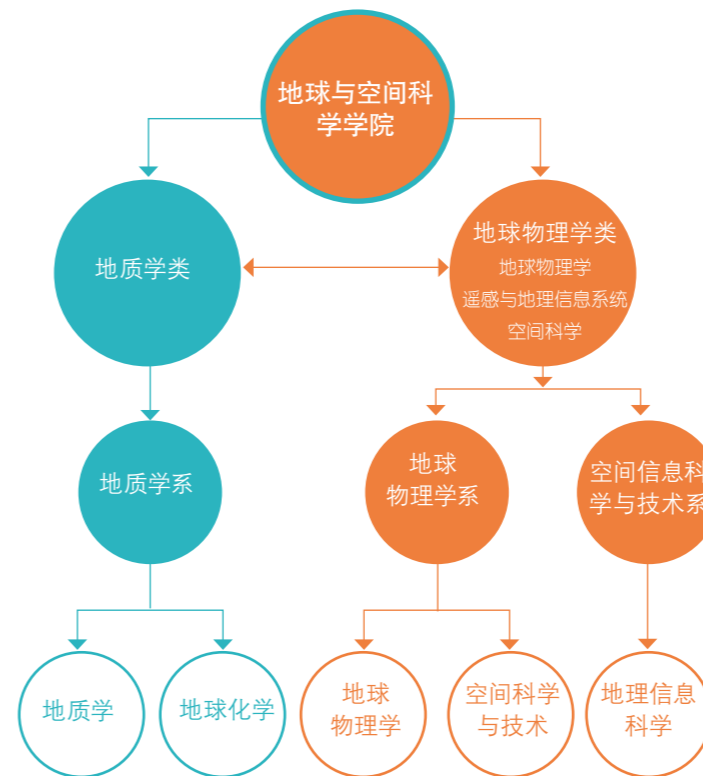 地球与空间科
学学院
地质学类
地球物理学类
地球物理学
遥感与地理信息系统
空间科学
地质学系
地球
物理学系
空间信息科
学与技术系
地质学
地球化学
地球
物理学
空间科学
与技术
地理信息
科学